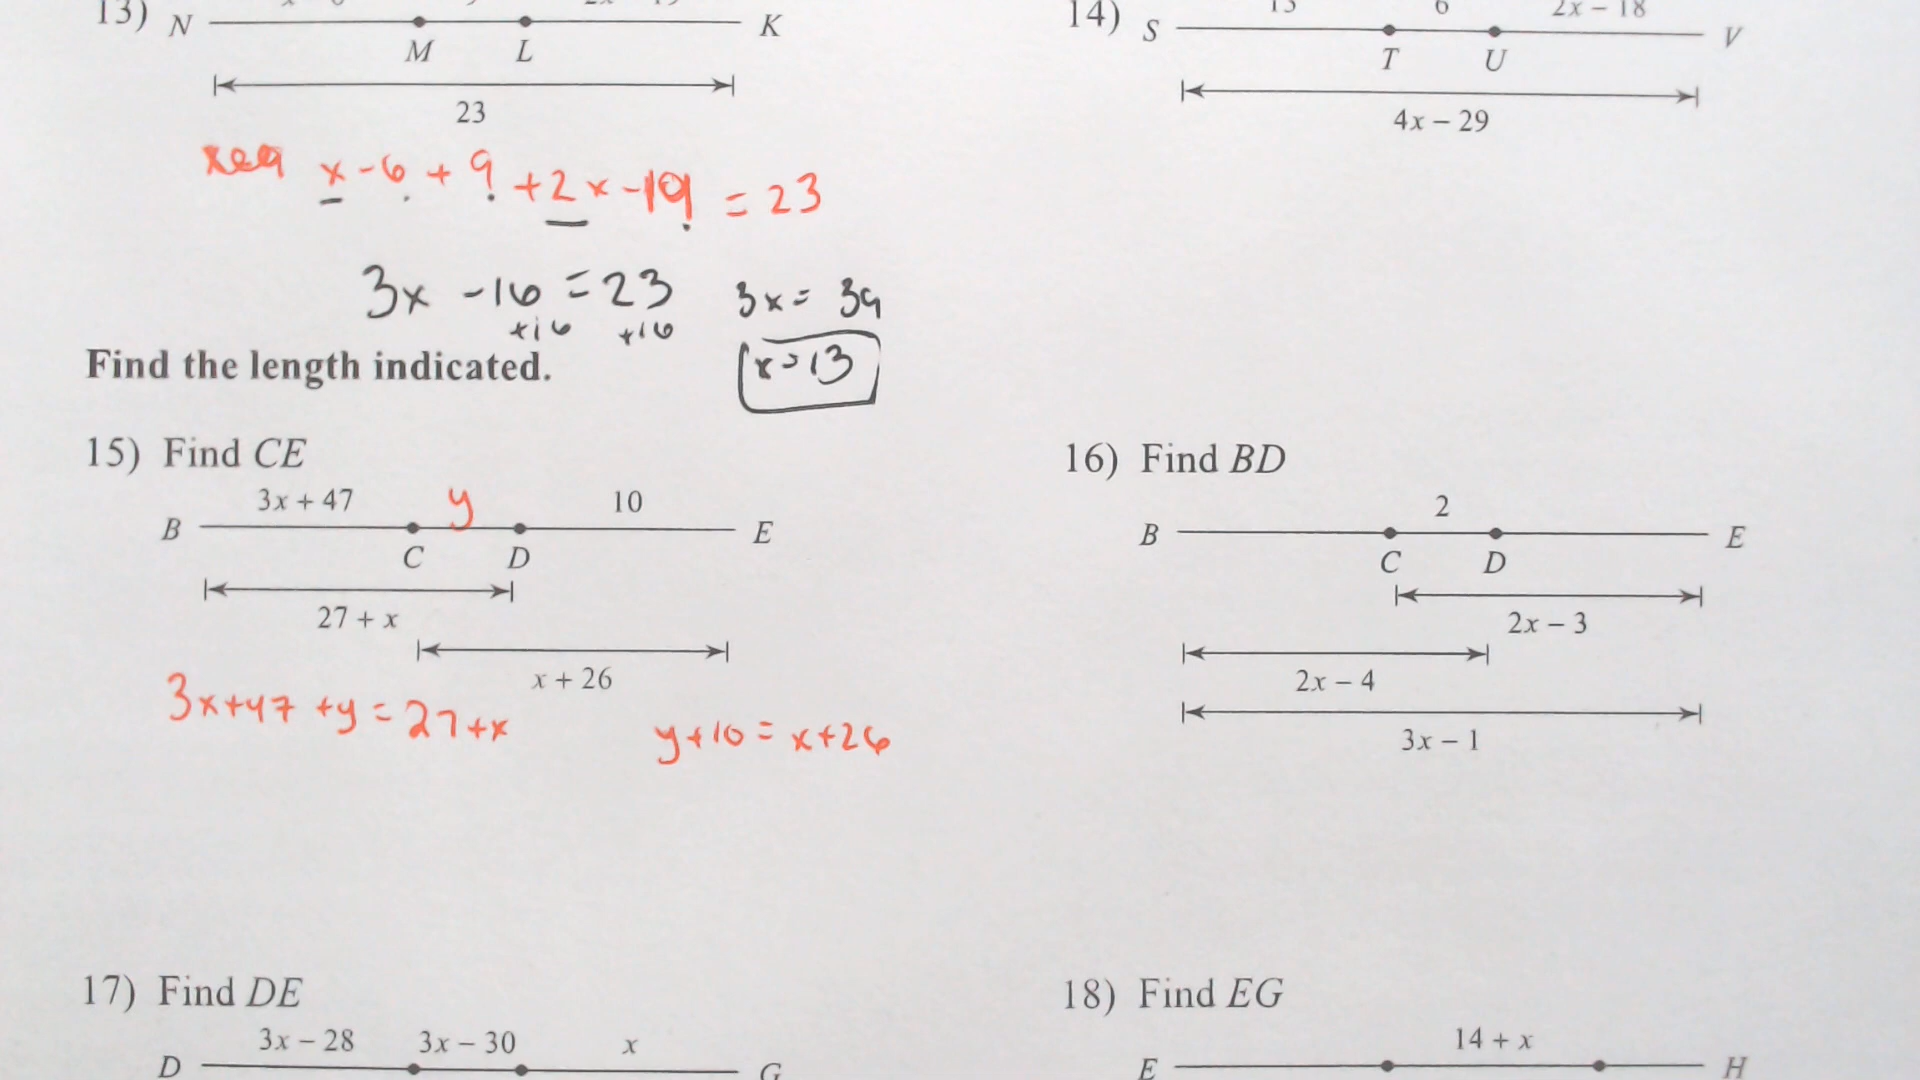 13) N K
M L
23
x - 6 + 9 + 2x - 19 = 23
3x - 16 = 23
+16 +16
3x = 39
x = 13
14) S 6 2x – 18 V
T U
4x – 29
Find the length indicated.
15) Find CE
3x + 47 y 10
B E
C D
27 + x
x + 26
3x+47 +y = 27+x
y+10 = x+26
16) Find BD
2
B E
C D
2x – 3
2x – 4
3x – 1
17) Find DE
3x – 28 3x – 30 x
D G
18) Find EG
14 + x
E H